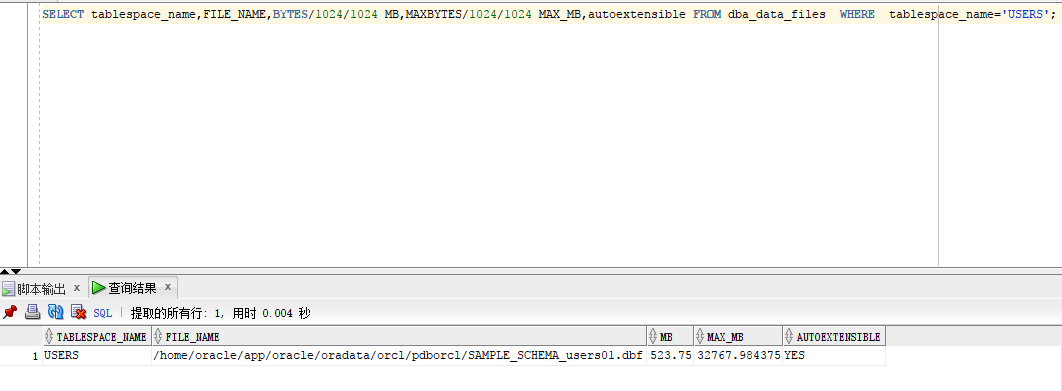 SELECT tablespace_name,FILE_NAME,BYTES/1024/1024 MB,MAXBYTES/1024/1024 MAX_MB,autoextensible FROM dba_data_files  WHERE  tablespace_name='USERS';
脚本输出 x 查询结果 x
SQL | 提取的所有行: 1, 用时 0.004 秒
TABLESPACE_NAME FILE_NAME MB MAX_MB AUTOEXTENSIBLE
1 USERS /home/oracle/app/oracle/oradata/orcl/pdborcl/SAMPLE_SCHEMA_users01.dbf 523.75 32767.984375 YES